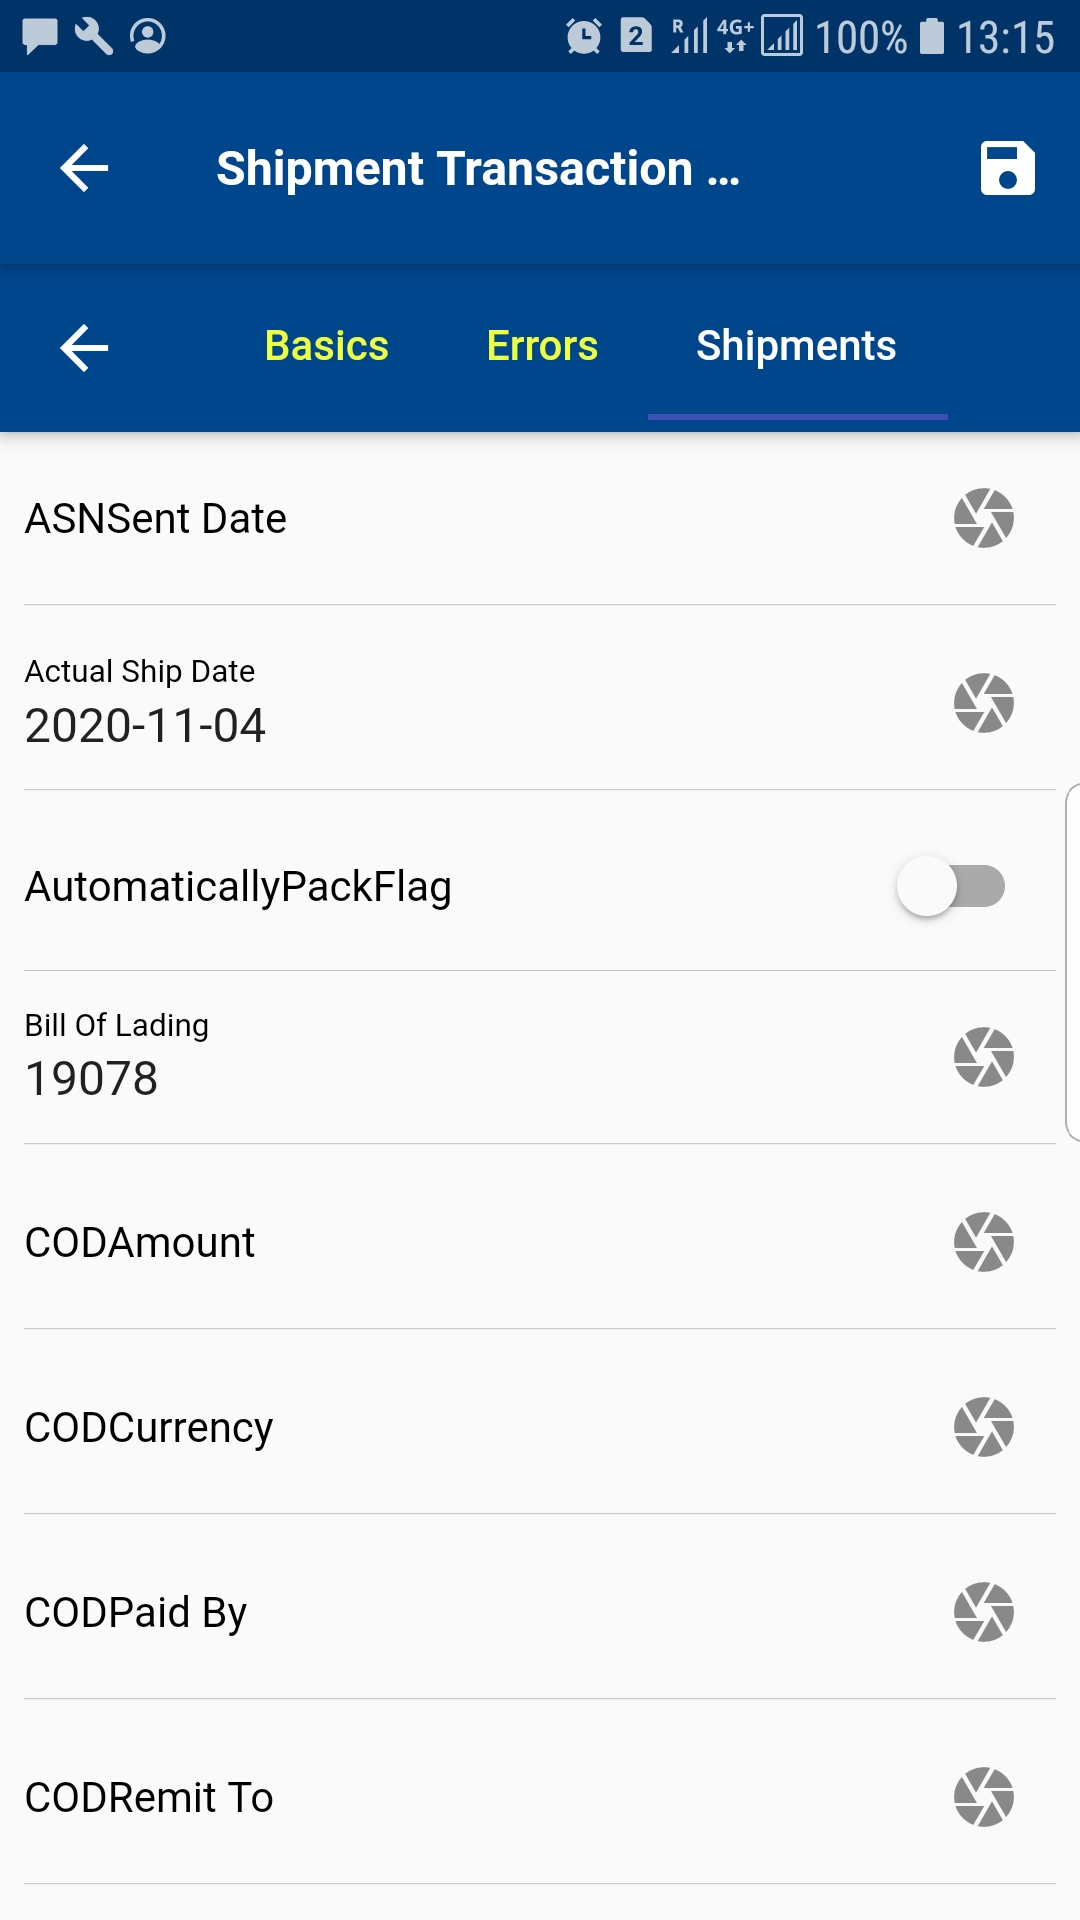 2 R 4G+ 100% 13:15
Shipment Transaction ...
Basics Errors Shipments
ASNSent Date
Actual Ship Date
2020-11-04
AutomaticallyPackFlag
Bill Of Lading
19078
CODAmount
CODCurrency
CODPaid By
CODRemit To